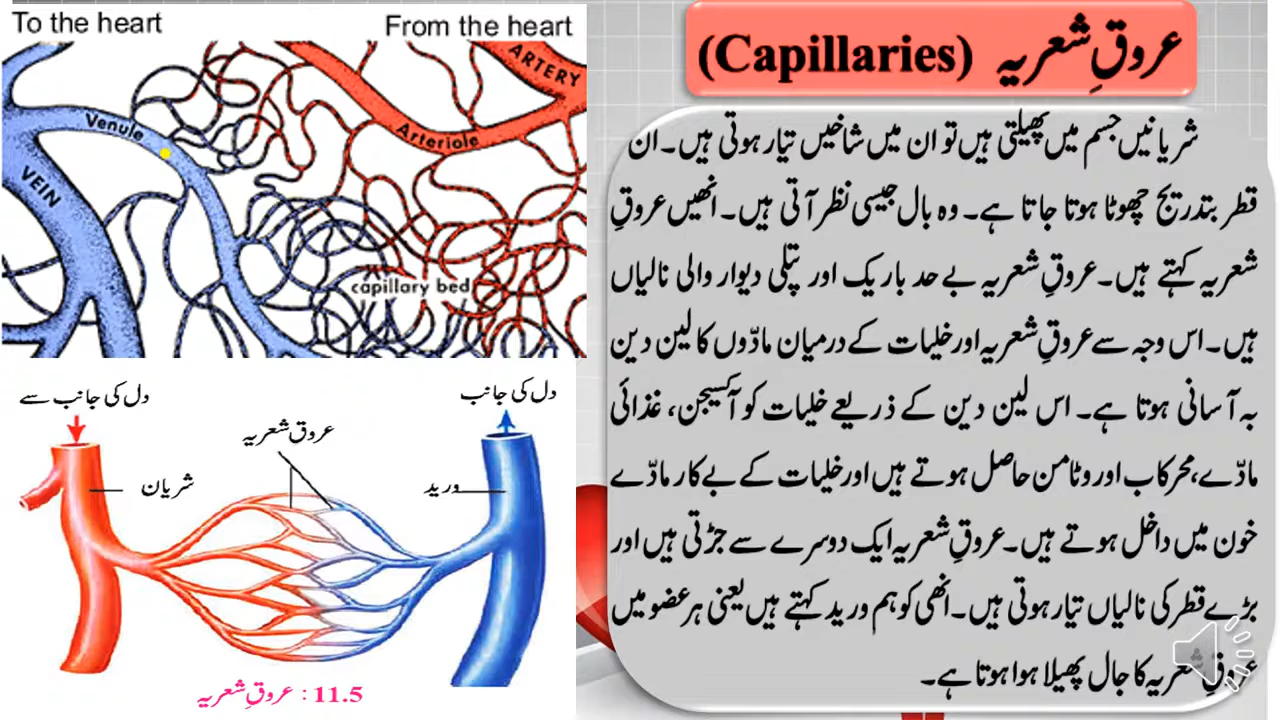 To the heart
From the heart
ARTERY
Venule
Arteriole
VEIN
capillary bed
دل کی جانب سے
دل کی جانب
عروق شعریہ
شریان
ورید
11.5 : عروقِ شعریہ
عروقِ شعریہ (Capillaries)
شریانیں جسم میں پھیلتی ہیں تو ان میں شاخیں تیار ہوتی ہیں۔ ان
قطر بتدریج چھوٹا ہوتا جاتا ہے۔ وہ بال جیسی نظر آتی ہیں۔ انھیں عروقِ
شعریہ کہتے ہیں۔ عروقِ شعریہ بے حد باریک اور پتلی دیوار والی نالیاں
ہیں۔ اس وجہ سے عروقِ شعریہ اور خلیات کے درمیان مادّوں کا لین دین
بہ آسانی ہوتا ہے۔ اس لین دین کے ذریعے خلیات کو آکسیجن، غذائی
مادّے، محرکاب اور وٹامن حاصل ہوتے ہیں اور خلیات کے بے کار مادّے
خون میں داخل ہوتے ہیں۔ عروقِ شعریہ ایک دوسرے سے جڑتی ہیں اور
بڑے قطر کی نالیاں تیار ہوتی ہیں۔ انھی کو ہم ورید کہتے ہیں یعنی ہر عضو میں
عروقِ شعریہ کا جال پھیلا ہوا ہوتا ہے۔